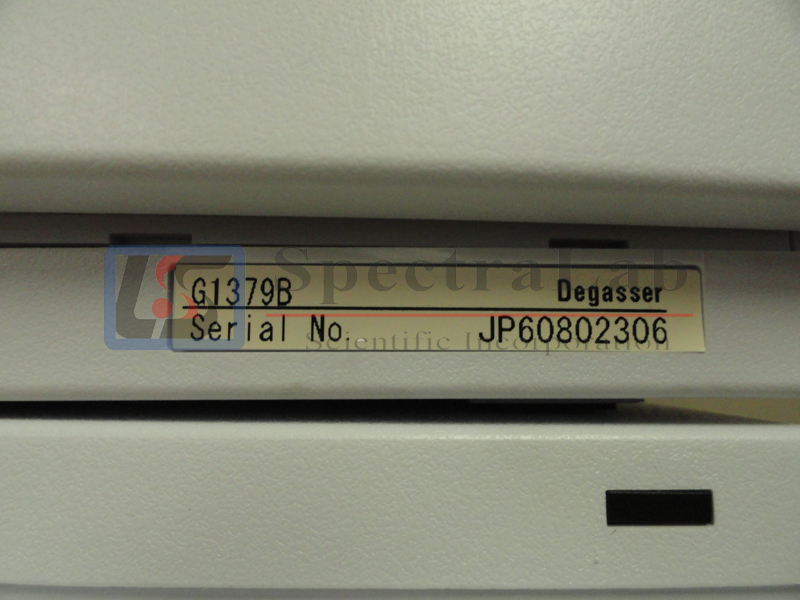 SpectraLab
G1379B Degasser
Serial No. JP60802306
Scientific Incorporation